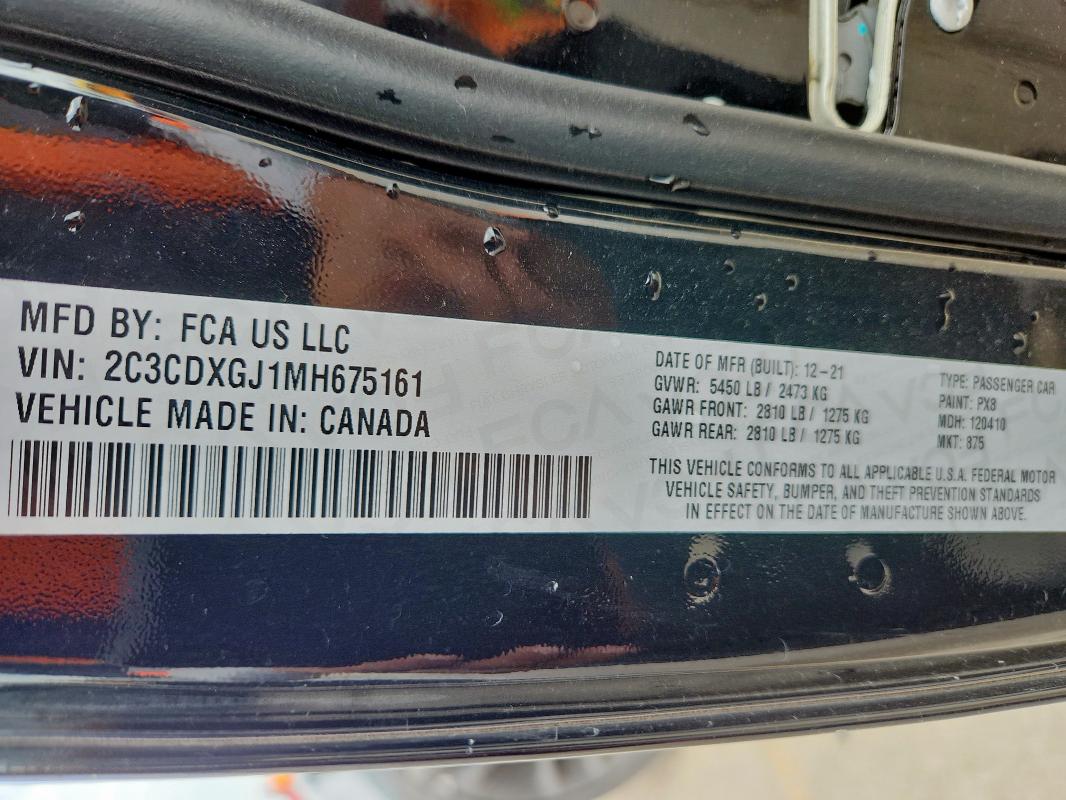 MFD BY: FCA US LLC
VIN: 2C3CDXGJ1MH675161
VEHICLE MADE IN: CANADA
DATE OF MFR (BUILT): 12-21
GVWR: 5450 LB / 2473 KG
GAWR FRONT: 2810 LB / 1275 KG
GAWR REAR: 2810 LB / 1275 KG
TYPE: PASSENGER CAR
PAINT: PX8
MDH: 120410
MKT: 875
THIS VEHICLE CONFORMS TO ALL APPLICABLE U.S.A. FEDERAL MOTOR
VEHICLE SAFETY, BUMPER, AND THEFT PREVENTION STANDARDS
IN EFFECT ON THE DATE OF MANUFACTURE SHOWN ABOVE.